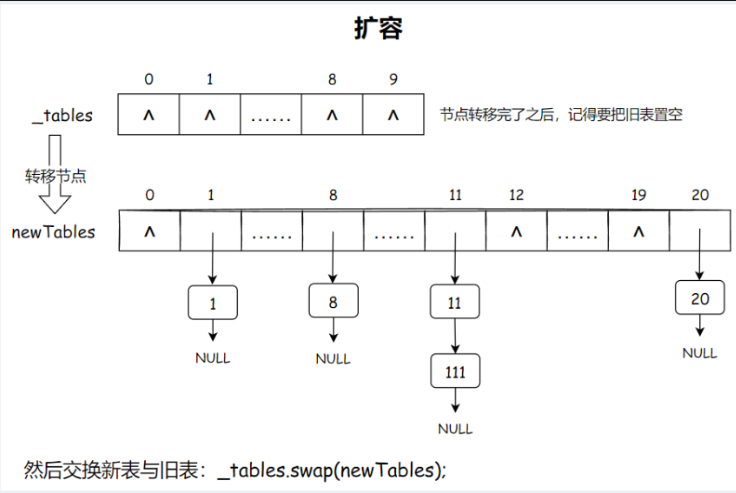 扩容
0 1 8 9
_tables ∧ ∧ …… ∧ ∧ 节点转移完了之后，记得要把旧表置空
转移节点
0 1 8 11 12 19 20
newTables ∧ …… …… ∧ …… ∧
1 8 11 20
NULL NULL NULL
111
NULL
然后交换新表与旧表：_tables.swap(newTables);